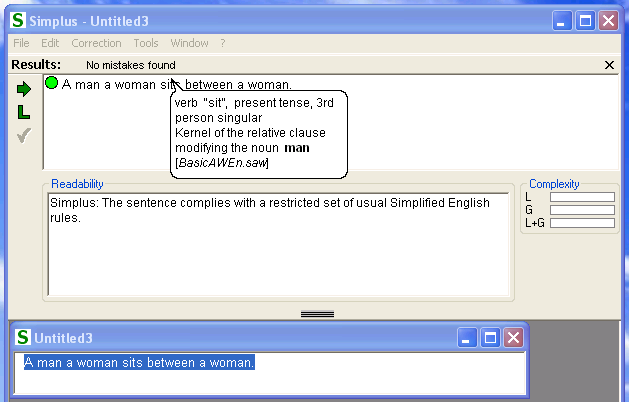 S Simplus - Untitled3
File Edit Correction Tools Window ?
Results: No mistakes found
A man a woman sits between a woman.
L
verb "sit", present tense, 3rd
person singular
Kernel of the relative clause
modifying the noun man
[BasicAWEn.saw]
Readability
Simplus: The sentence complies with a restricted set of usual Simplified English
rules.
Complexity
L
G
L+G
S Untitled3
A man a woman sits between a woman.